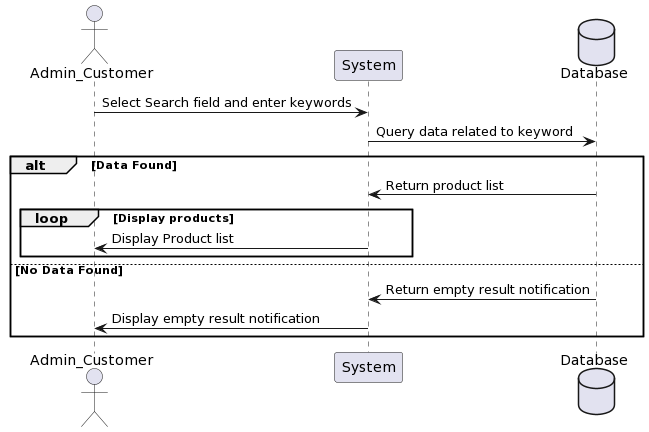 Admin_Customer
System
Database
Select Search field and enter keywords
Query data related to keyword
alt [Data Found]
Return product list
loop [Display products]
Display Product list
[No Data Found]
Return empty result notification
Display empty result notification
Admin_Customer
System
Database